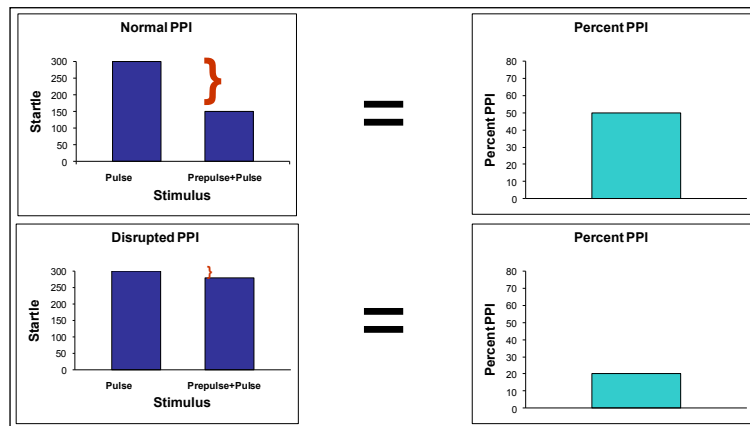 Normal PPI
300
250
200
150
100
50
0
Startle
Pulse Prepulse+Pulse
Stimulus
=
Percent PPI
80
70
60
50
40
30
20
10
0
Percent PPI
Disrupted PPI
300
250
200
150
100
50
0
Startle
Pulse Prepulse+Pulse
Stimulus
=
Percent PPI
80
70
60
50
40
30
20
10
0
Percent PPI